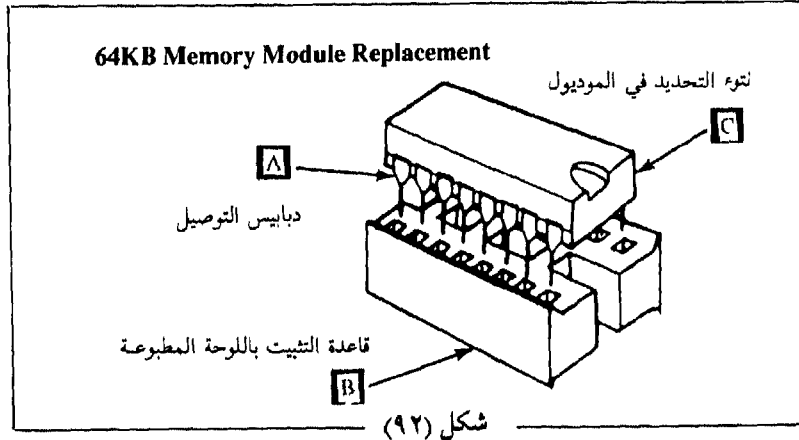 64KB Memory Module Replacement
نتوء التحديد في الموديول
C
A
دبابيس التوصيل
قاعدة التثبيت باللوحة المطبوعة
B
شكل (٩٢)